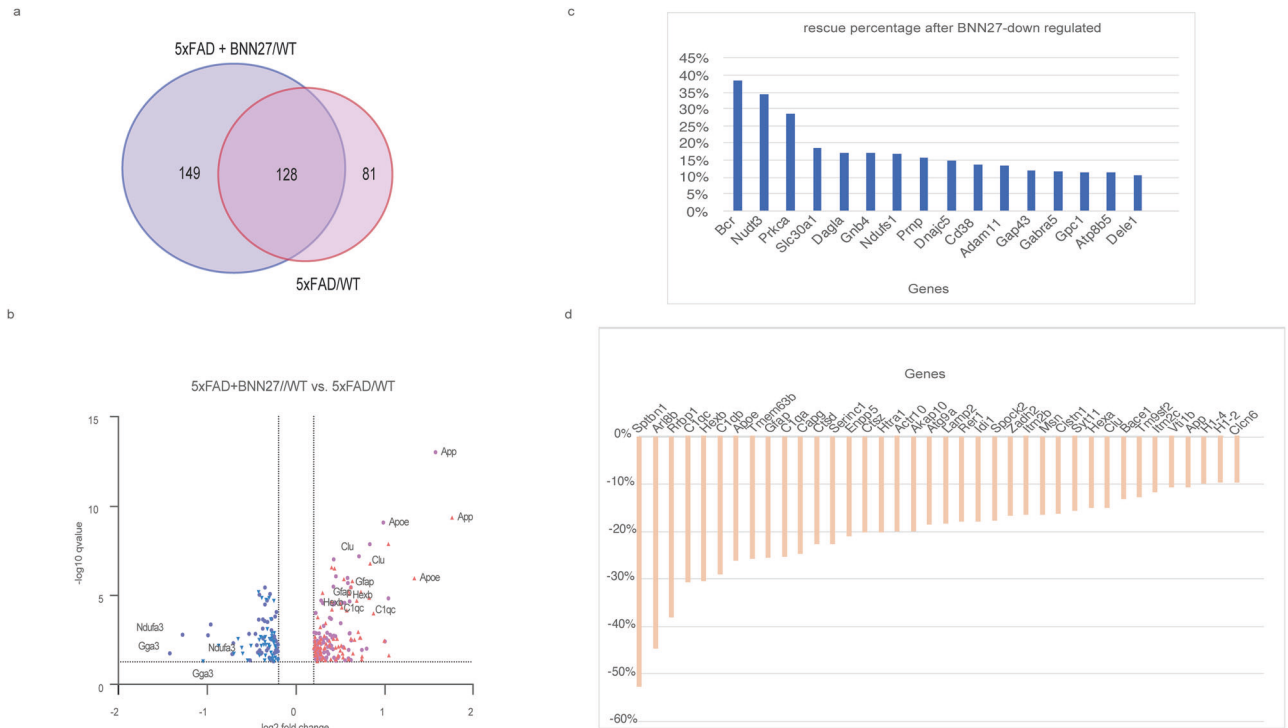 a
5xFAD + BNN27/WT
149
128
81
5xFAD/WT
b
5xFAD+BNN27//WT vs. 5xFAD/WT
-log10 qvalue
15
10
5
0
App
App
Apoe
Apoe
Clu
Clu
Gfap
Gfap
Hexb
Hexb
C1qc
C1qc
Ndufa3
Gga3
Ndufa3
Gga3
-2
-1
0
1
2
log2 fold change
c
rescue percentage after BNN27-down regulated
45%
40%
35%
30%
25%
20%
15%
10%
5%
0%
Bcr
Nudt3
Prkca
Slc30a1
Dagla
Gnb4
Ndufs1
Prnp
Dnajc5
Cd38
Adam11
Gap43
Gabra5
Gpc1
Atp8b5
Dele1
Genes
d
Genes
Sptbn1
Arl8b
Rftn1
C1qc
Hexb
C1qb
Apoe
Tmem63b
Gfap
C1qa
Capg
Ctsd
Serinc1
Enpp5
Ctsz
Htra1
Actr10
Akap10
Atg9a
Lamp2
Rer1
Idi1
Spock2
Zadh2
Itm2b
Msn
Clstn1
Syt11
Hexa
Clu
Bace1
Tm9sf2
Itm2c
Vti1b
App
H1-4
H1-2
Clcn6
0%
-10%
-20%
-30%
-40%
-50%
-60%